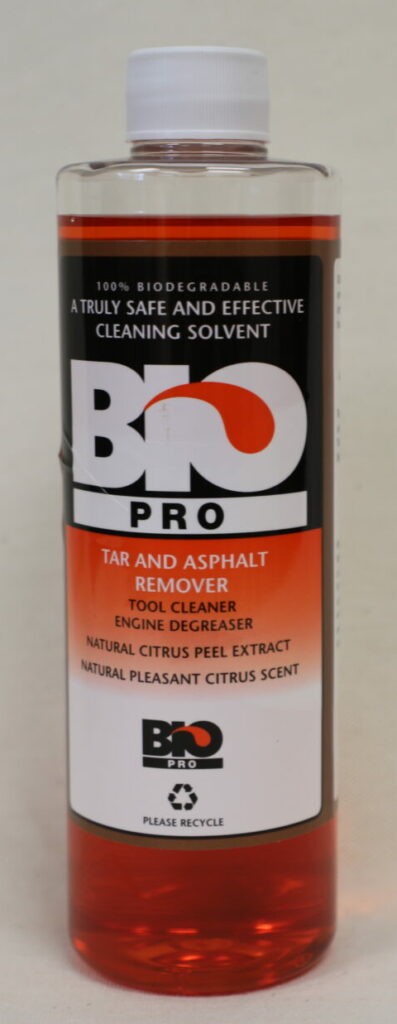 100% BIODEGRADABLE
A TRULY SAFE AND EFFECTIVE
CLEANING SOLVENT
BIO
PRO
TAR AND ASPHALT
REMOVER
TOOL CLEANER
ENGINE DEGREASER
NATURAL CITRUS PEEL EXTRACT
NATURAL PLEASANT CITRUS SCENT
BIO
PRO
PLEASE RECYCLE